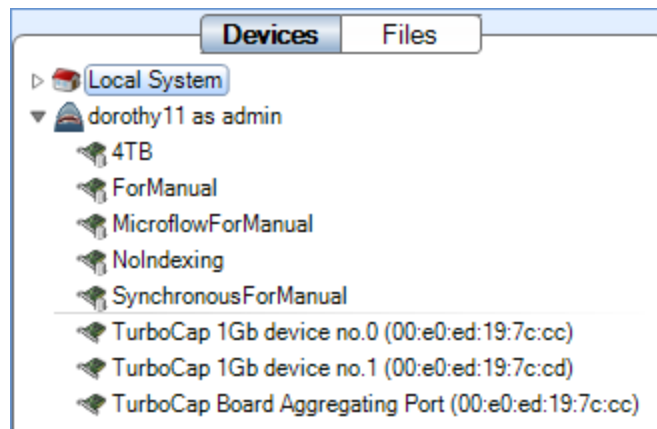 Devices Files
Local System
dorothy11 as admin
4TB
ForManual
MicroflowForManual
NoIndexing
SynchronousForManual
TurboCap 1Gb device no.0 (00:e0:ed:19:7c:cc)
TurboCap 1Gb device no.1 (00:e0:ed:19:7c:cd)
TurboCap Board Aggregating Port (00:e0:ed:19:7c:cc)